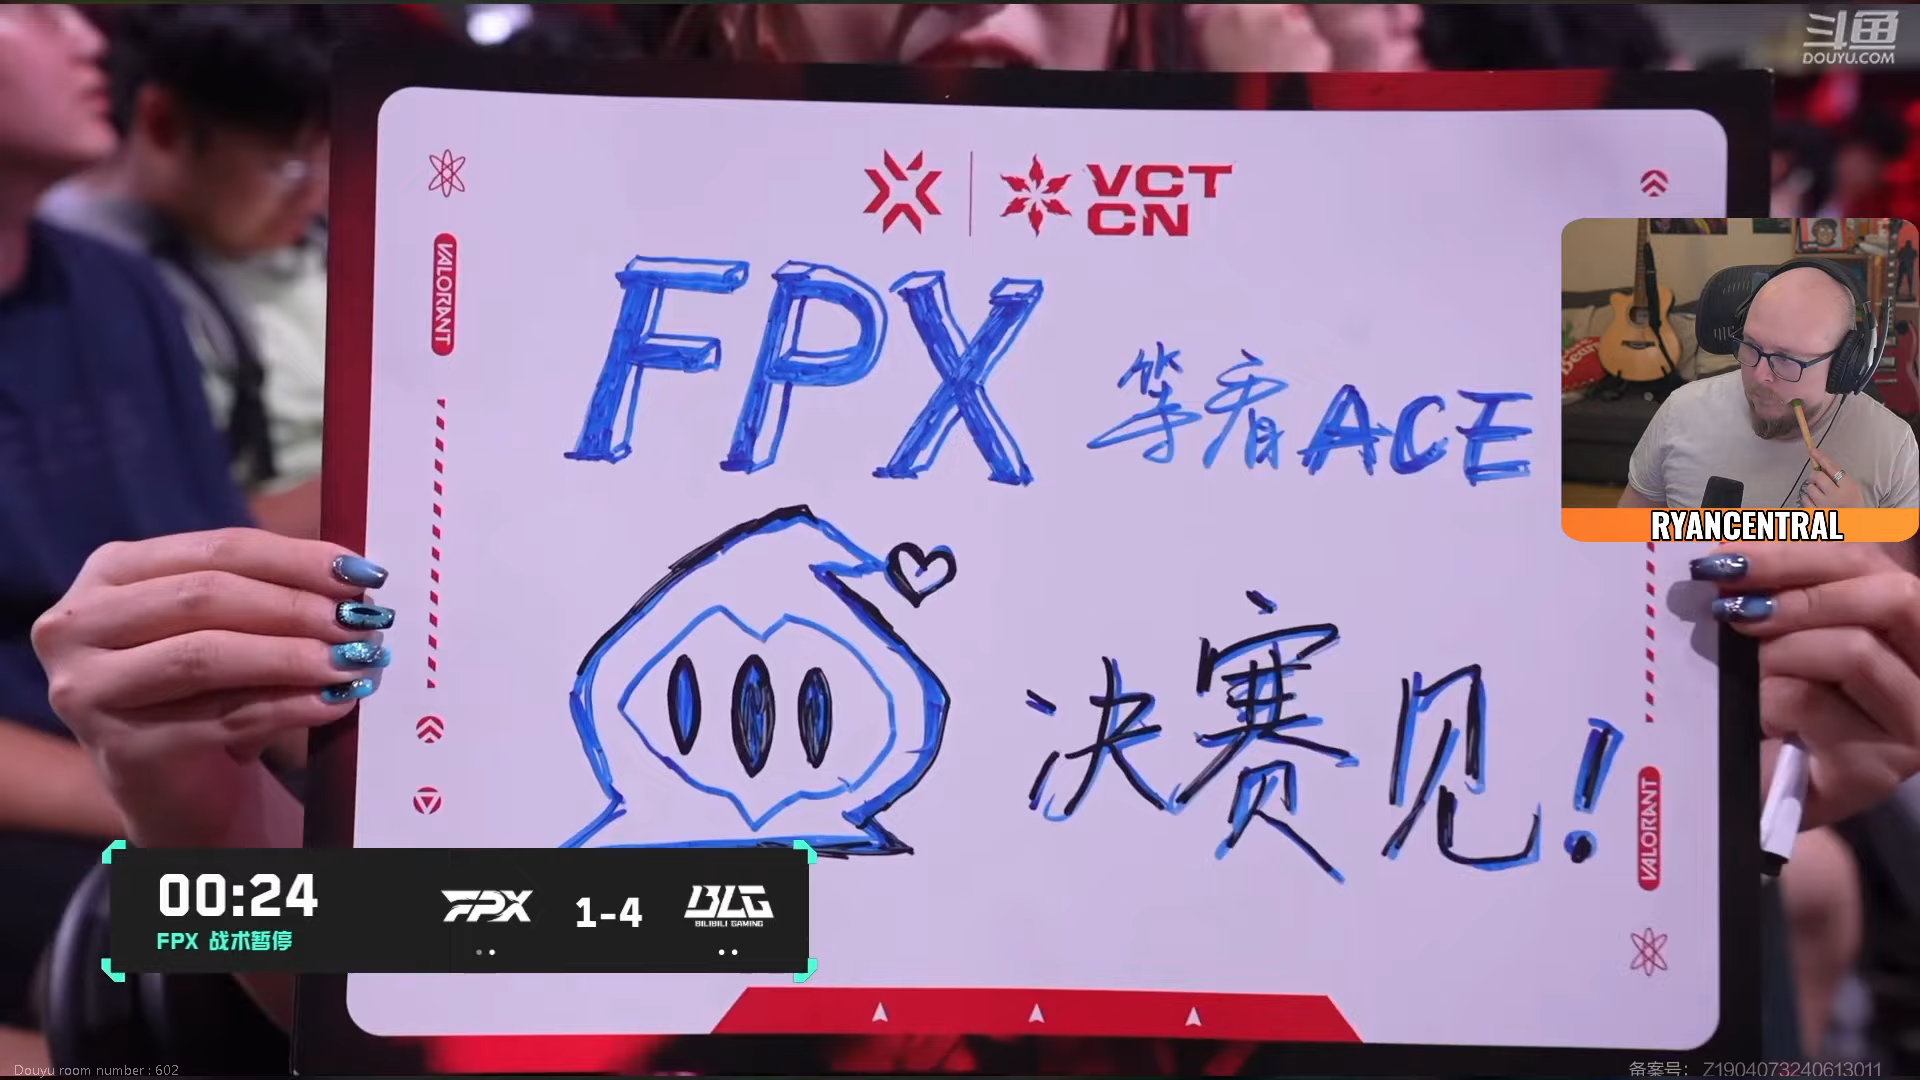 斗鱼
DOUYU.COM
VCT
CN
VALORANT
FPX 等看ACE
决赛见!
RYANCENTRAL
VALORANT
00:24
FPX 战术暂停
FPX 1-4 BLG
BILIBILI GAMING
Douyu room number : 602
备案号: Z1904073240613011